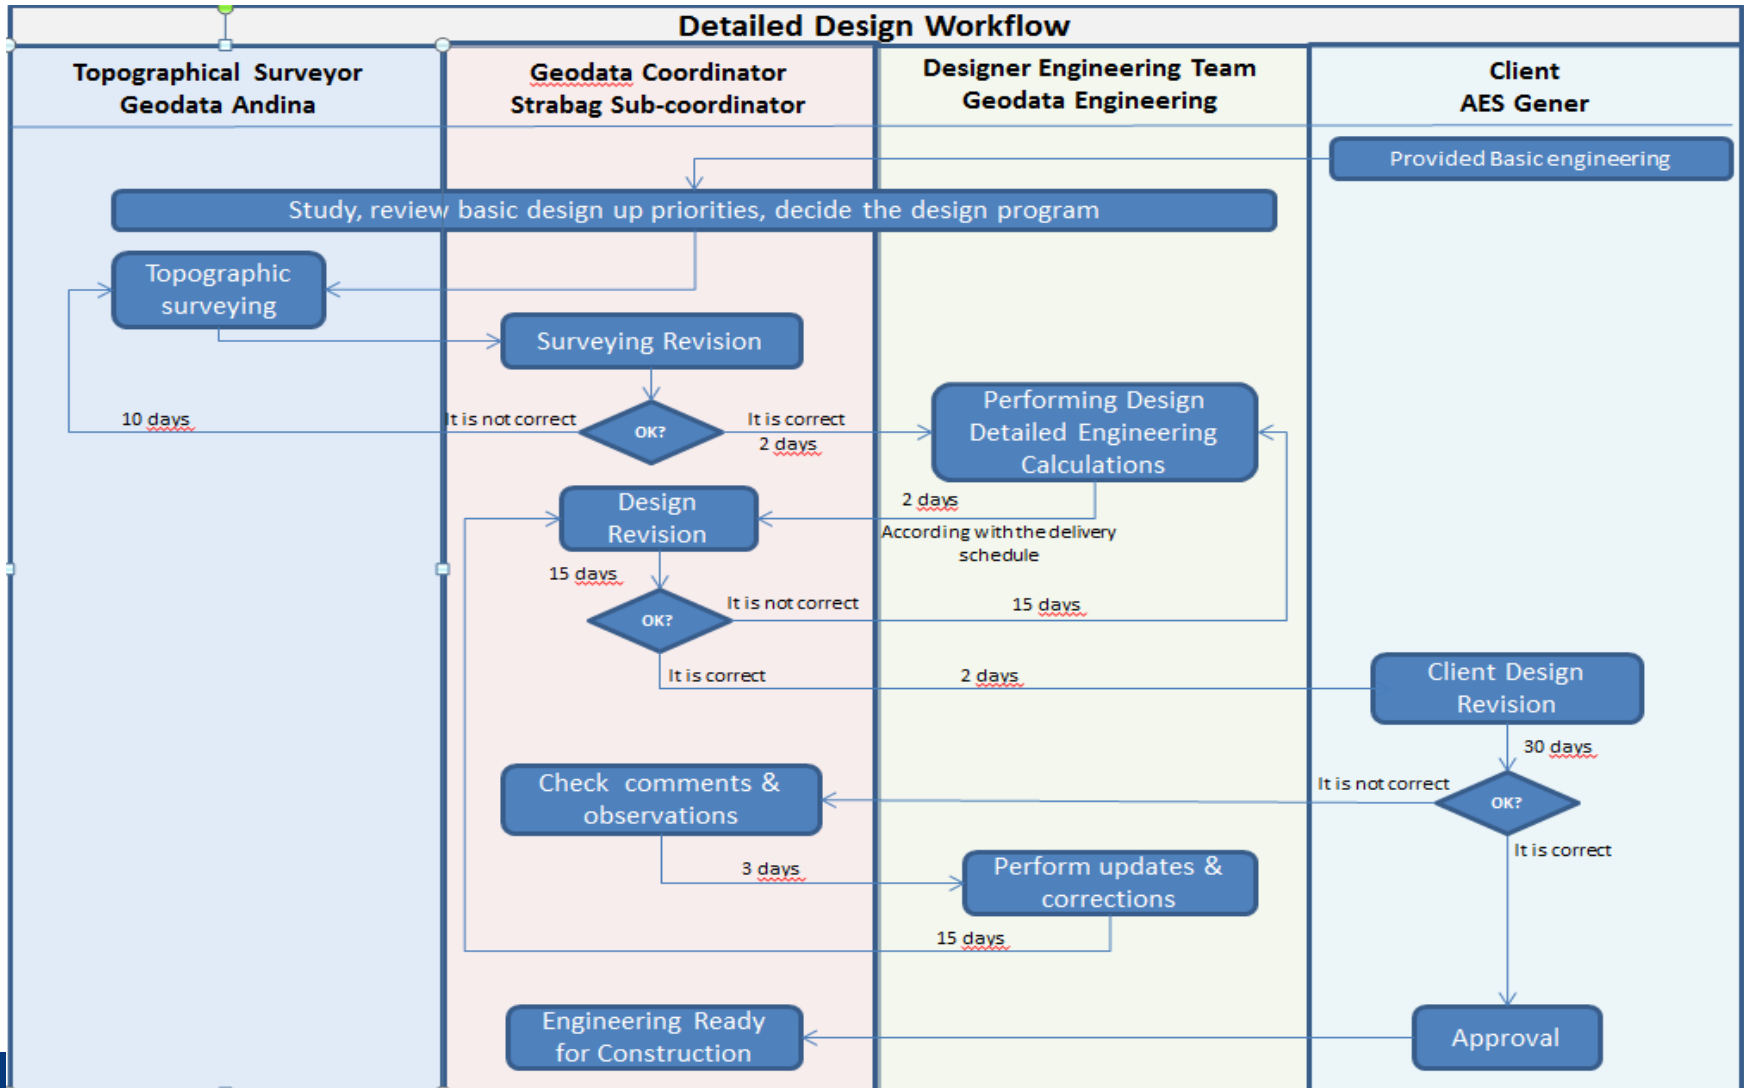 Detailed Design Workflow
Topographical Surveyor
Geodata Andina
Geodata Coordinator
Strabag Sub-coordinator
Designer Engineering Team
Geodata Engineering
Client
AES Gener
Provided Basic engineering
Study, review basic design up priorities, decide the design program
Topographic
surveying
Surveying Revision
10 days
It is not correct
OK?
It is correct
2 days
Performing Design
Detailed Engineering
Calculations
Design
Revision
2 days
According with the delivery
schedule
15 days
OK?
It is not correct
15 days
It is correct
2 days
Client Design
Revision
30 days
It is not correct
OK?
It is correct
Check comments &
observations
3 days
Perform updates &
corrections
15 days
Engineering Ready
for Construction
Approval